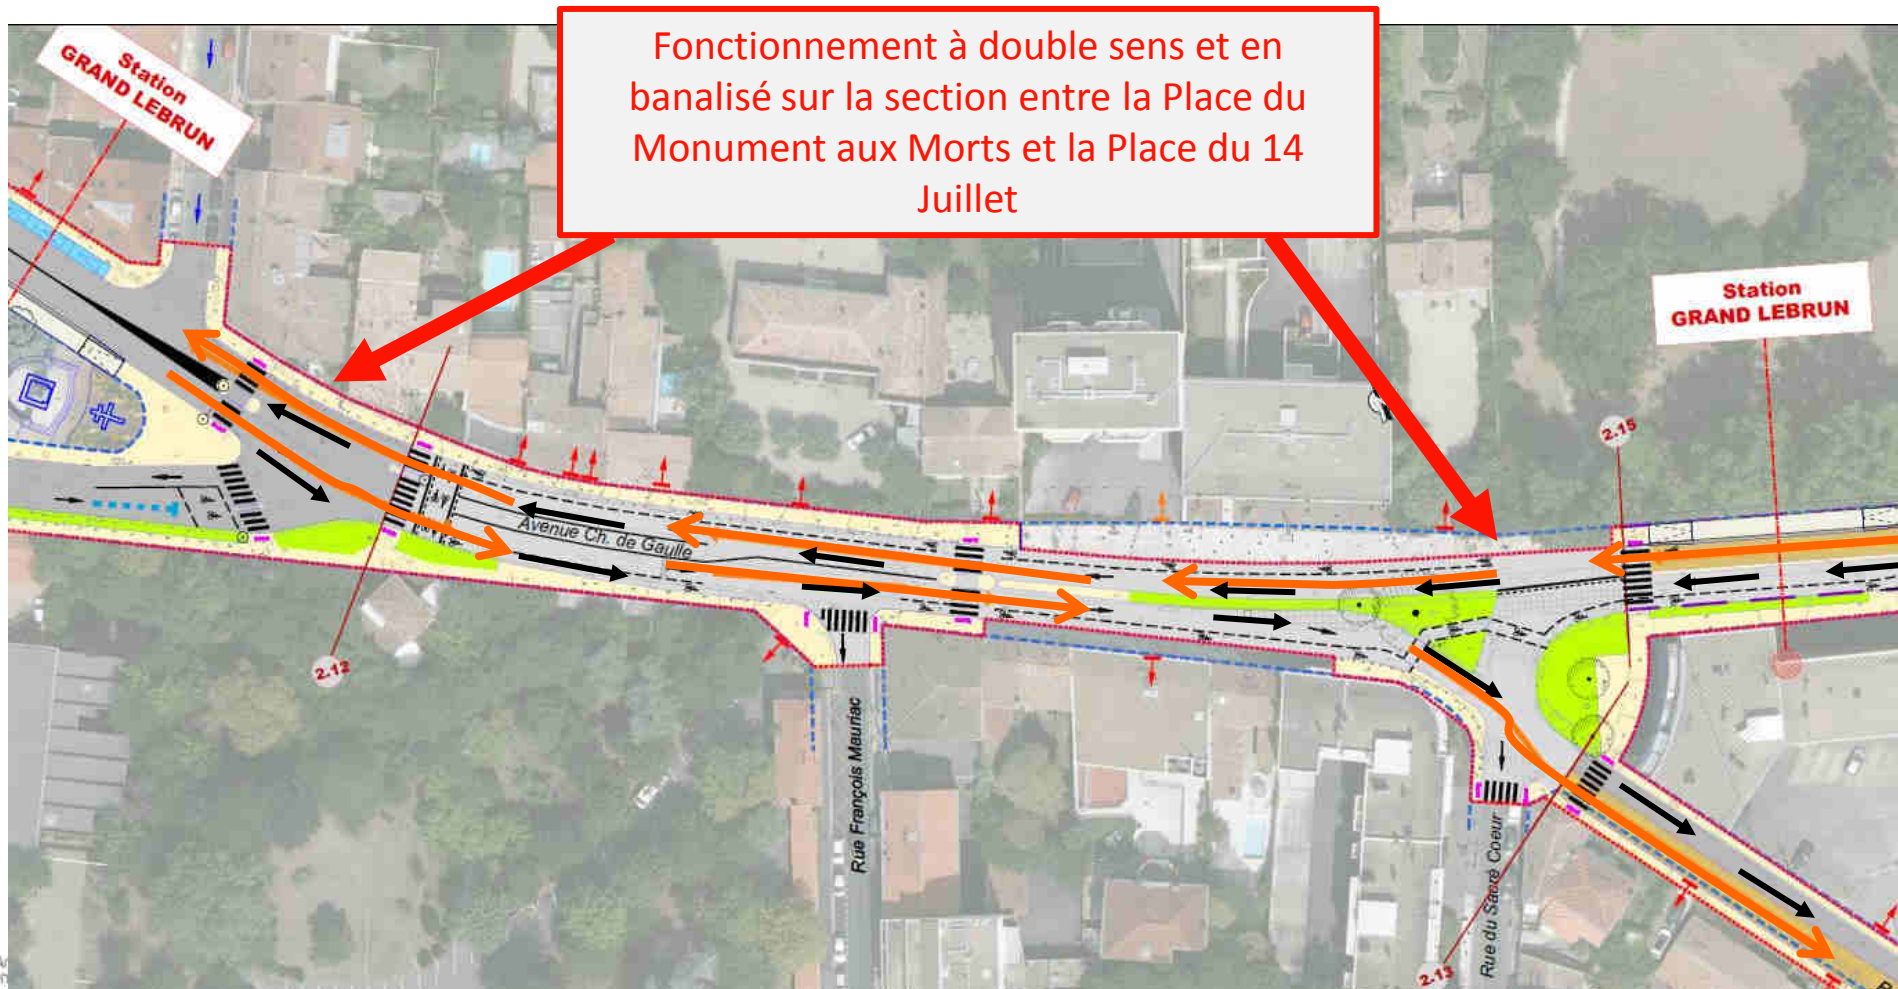 Fonctionnement à double sens et en
banalisé sur la section entre la Place du
Monument aux Morts et la Place du 14
Juillet
Station
GRAND LEBRUN
Station
GRAND LEBRUN
2.15
Avenue Ch. de Gaulle
2.12
Rue François Mauriac
Rue du Sacré Coeur
2.13